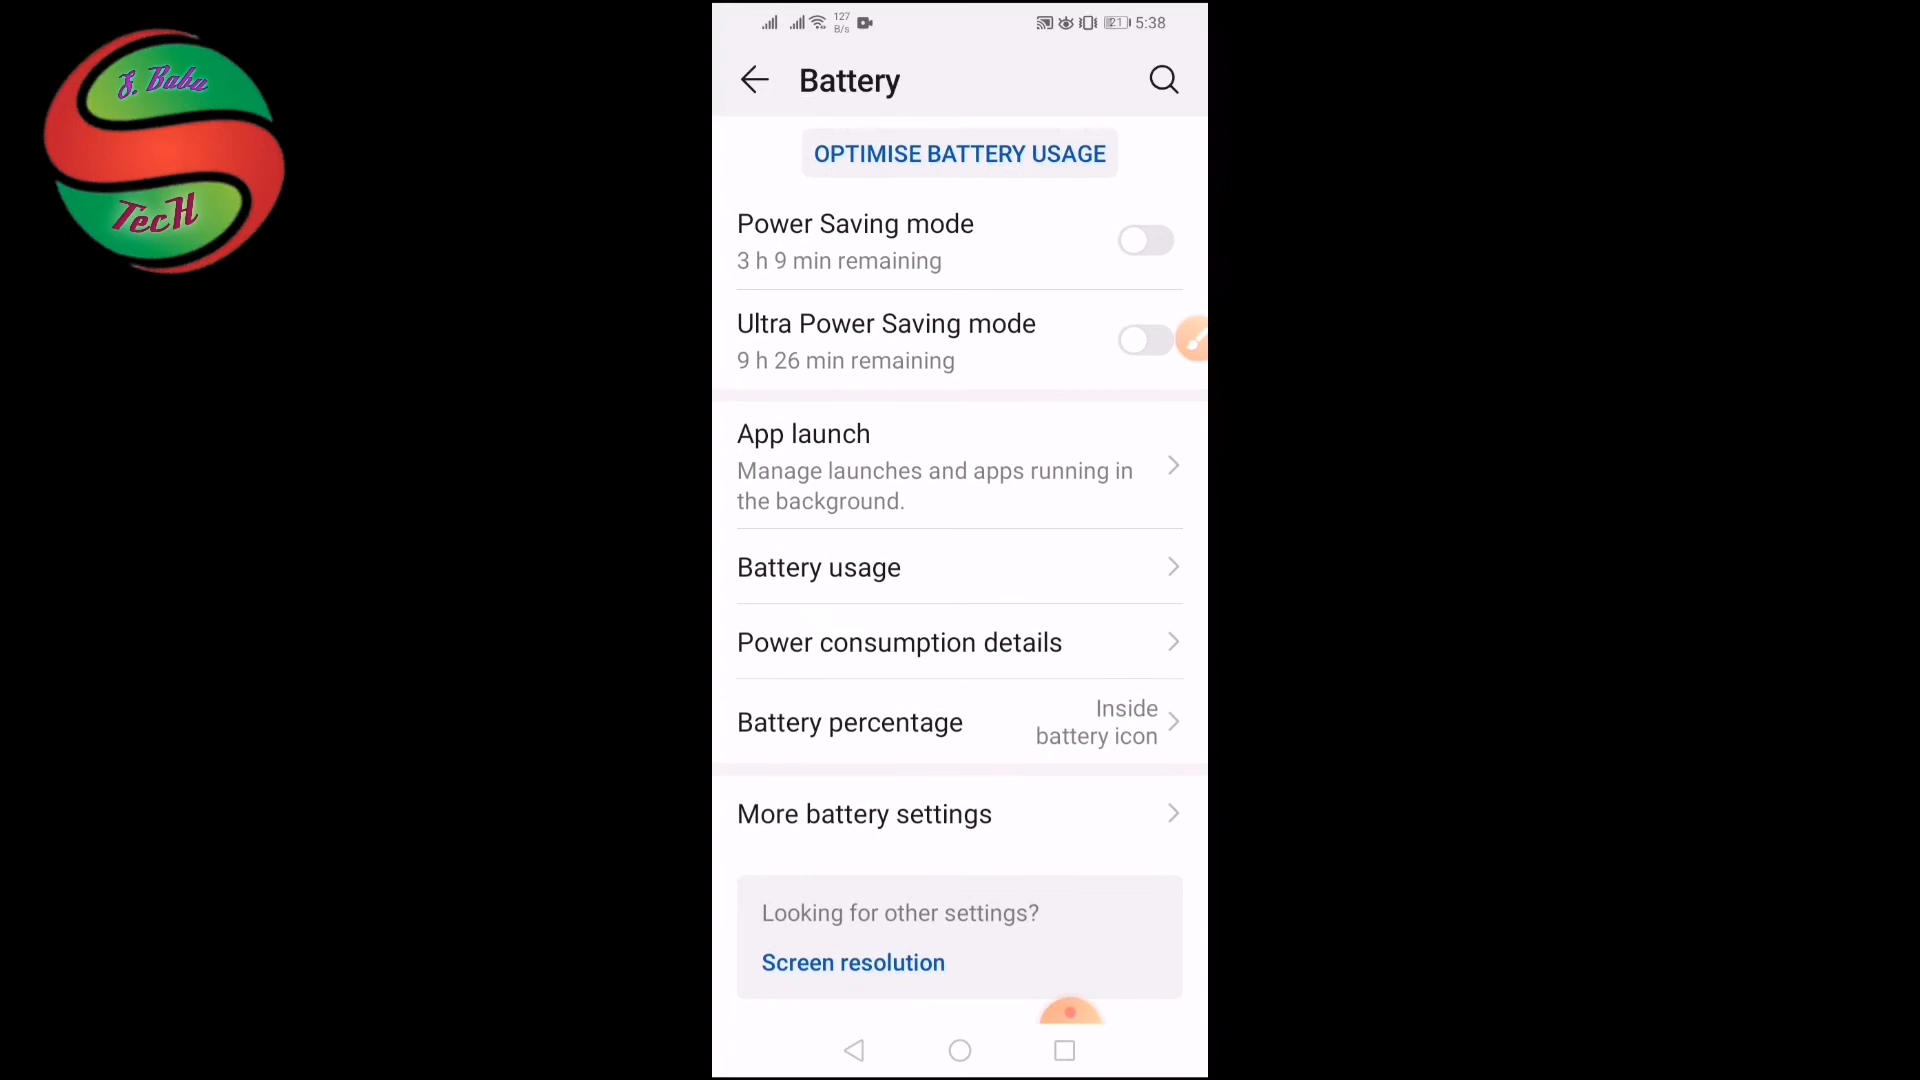 S. Babu
TecH
127
B/s
21
5:38
Battery
OPTIMISE BATTERY USAGE
Power Saving mode
3 h 9 min remaining
Ultra Power Saving mode
9 h 26 min remaining
App launch
Manage launches and apps running in
the background.
Battery usage
Power consumption details
Battery percentage
Inside
battery icon
More battery settings
Looking for other settings?
Screen resolution